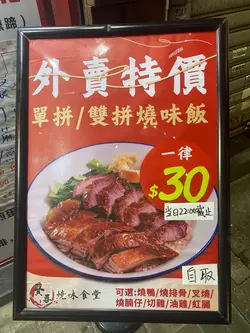 外賣特價
單拼/雙拼燒味飯
一律
$30
當日22:00截止
自取
燒味食堂
可選:燒鴨/燒排骨/叉燒/
燒腩仔/切雞/油雞/紅腸